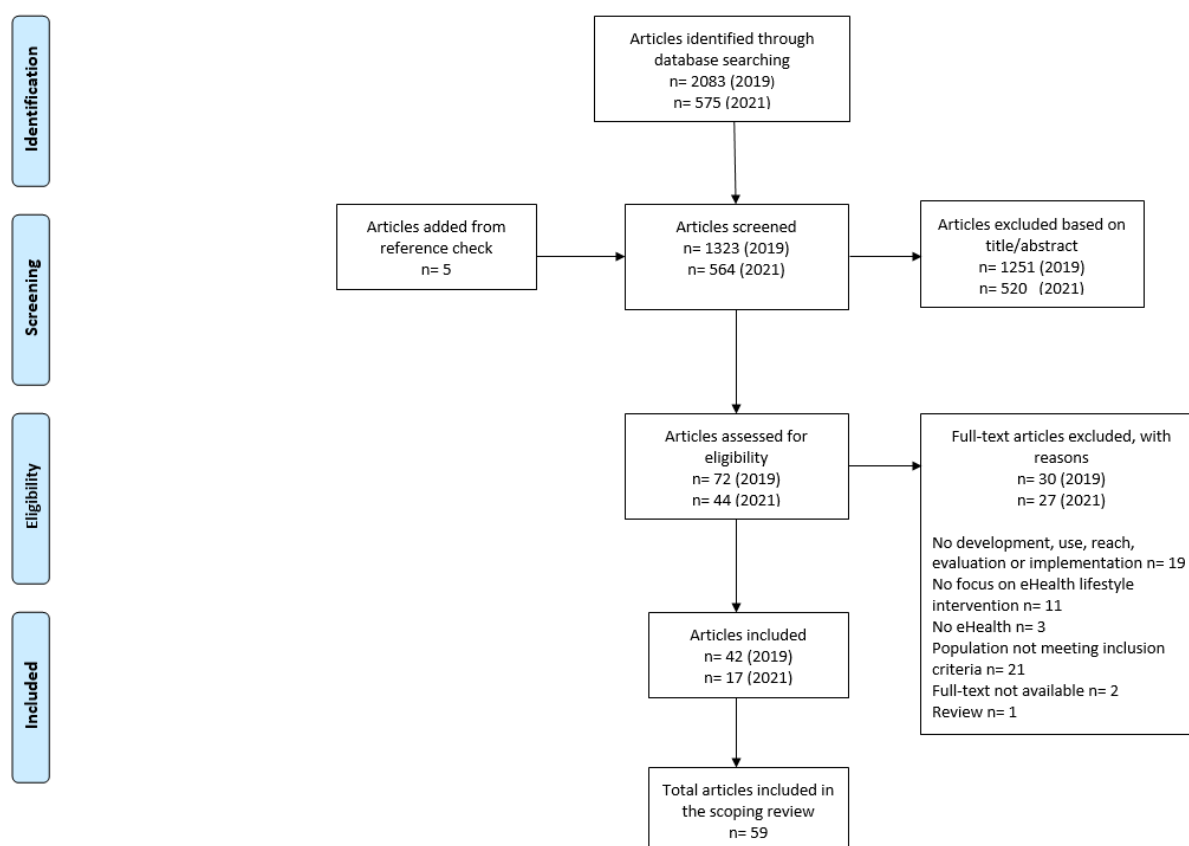 Identification
Articles identified through
database searching
n= 2083 (2019)
n= 575 (2021)
Screening
Articles added from
reference check
n= 5
Articles screened
n= 1323 (2019)
n= 564 (2021)
Articles excluded based on
title/abstract
n= 1251 (2019)
n= 520 (2021)
Eligibility
Articles assessed for
eligibility
n= 72 (2019)
n= 44 (2021)
Full-text articles excluded, with
reasons
n= 30 (2019)
n= 27 (2021)
No development, use, reach,
evaluation or implementation n= 19
No focus on eHealth lifestyle
intervention n= 11
No eHealth n= 3
Population not meeting inclusion
criteria n= 21
Full-text not available n= 2
Review n= 1
Included
Articles included
n= 42 (2019)
n= 17 (2021)
Total articles included in
the scoping review
n= 59